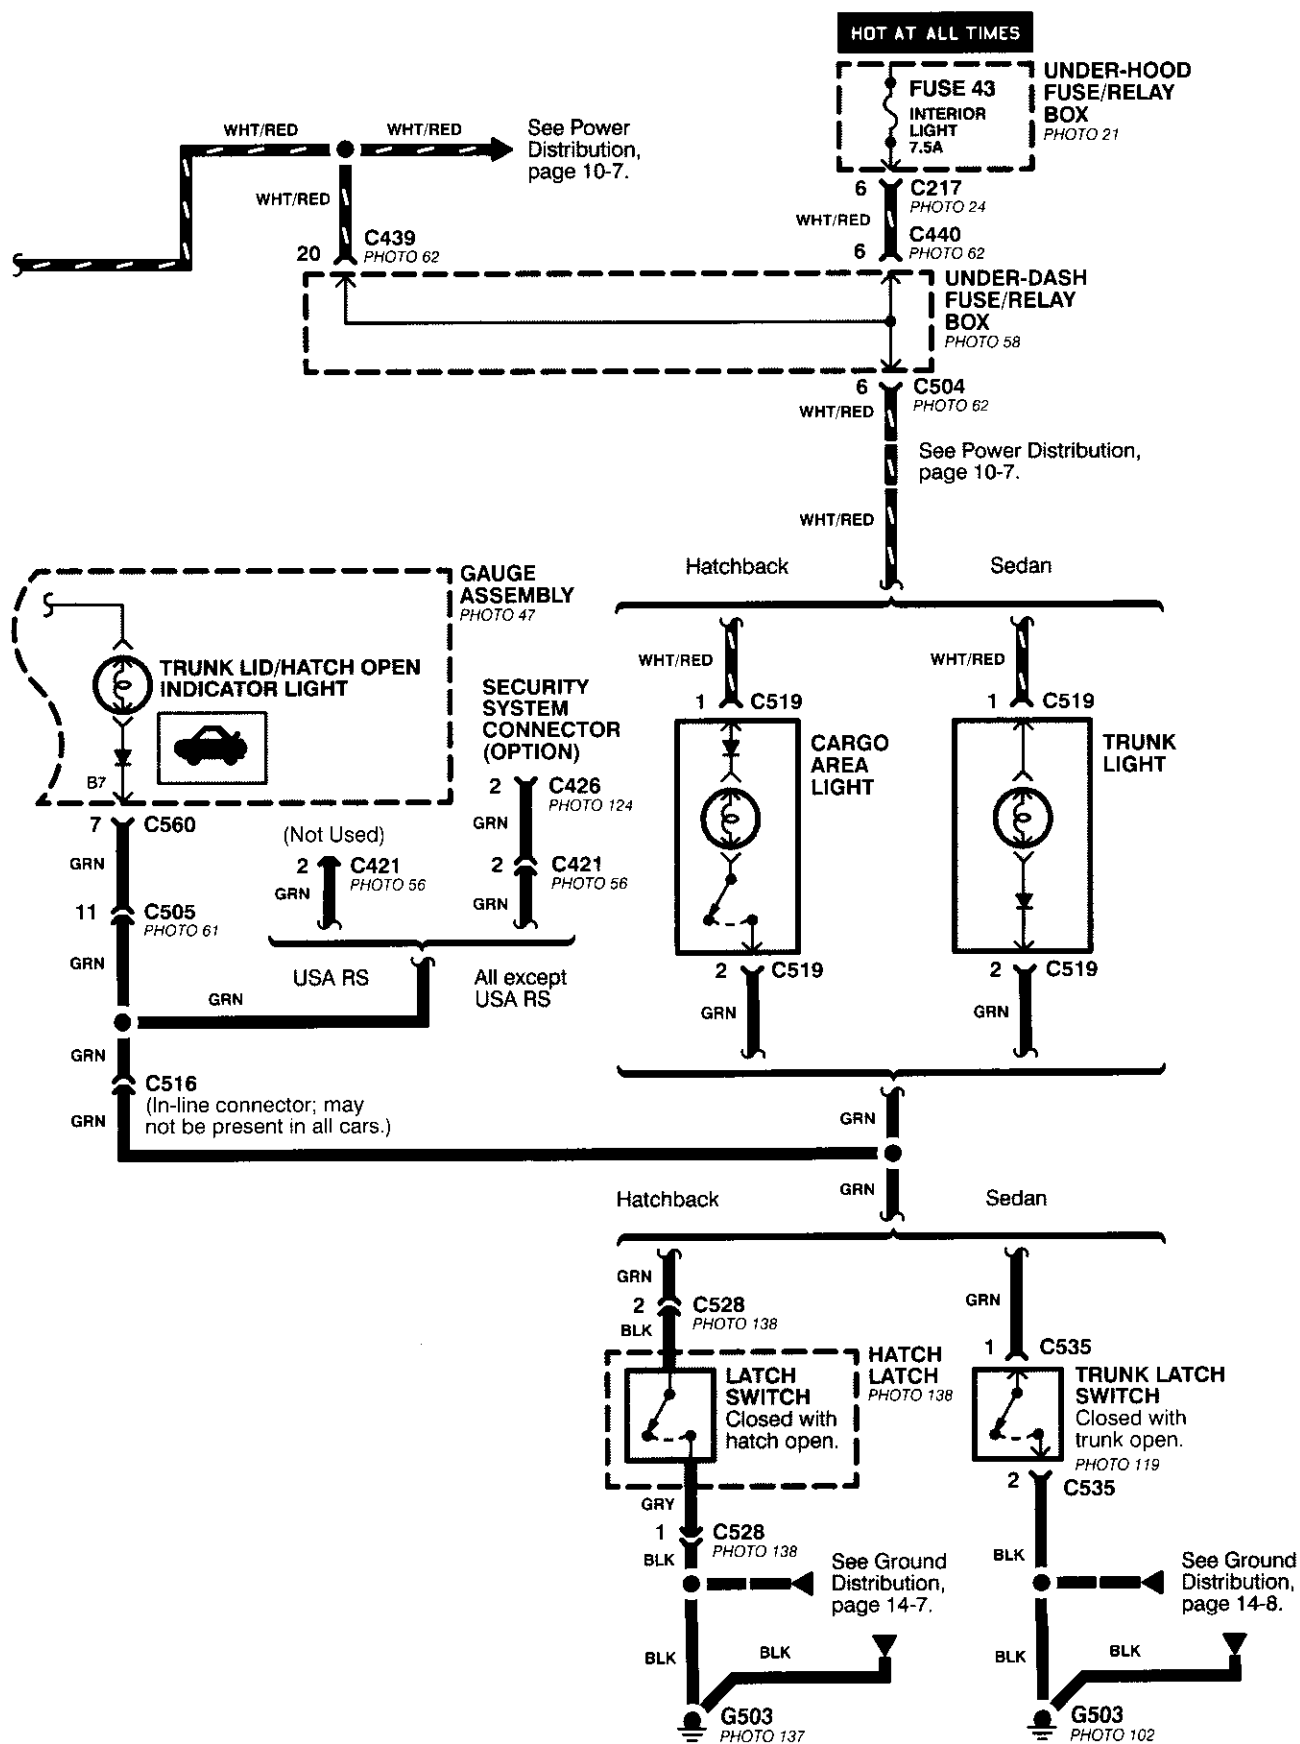 HOT AT ALL TIMES
FUSE 43
INTERIOR
LIGHT
7.5A
UNDER-HOOD
FUSE/RELAY
BOX
PHOTO 21
WHT/RED
WHT/RED
See Power
Distribution,
page 10-7.
WHT/RED
6
C217
PHOTO 24
WHT/RED
20
C439
PHOTO 62
6
C440
PHOTO 62
UNDER-DASH
FUSE/RELAY
BOX
PHOTO 58
6
C504
PHOTO 62
WHT/RED
See Power Distribution,
page 10-7.
WHT/RED
Hatchback
Sedan
GAUGE
ASSEMBLY
PHOTO 47
TRUNK LID/HATCH OPEN
INDICATOR LIGHT
B7
7
C560
GRN
11
C505
PHOTO 61
GRN
SECURITY
SYSTEM
CONNECTOR
(OPTION)
2
C426
PHOTO 124
GRN
(Not Used)
2
C421
PHOTO 56
GRN
2
C421
PHOTO 56
GRN
USA RS
All except
USA RS
GRN
GRN
C516
(In-line connector; may
not be present in all cars.)
GRN
WHT/RED
1
C519
CARGO
AREA
LIGHT
2
C519
GRN
WHT/RED
1
C519
TRUNK
LIGHT
2
C519
GRN
GRN
GRN
Hatchback
Sedan
GRN
2
C528
PHOTO 138
BLK
LATCH
SWITCH
Closed with
hatch open.
HATCH
LATCH
PHOTO 138
GRY
1
C528
PHOTO 138
BLK
See Ground
Distribution,
page 14-7.
BLK
BLK
G503
PHOTO 137
GRN
1
C535
TRUNK LATCH
SWITCH
Closed with
trunk open.
PHOTO 119
2
C535
BLK
See Ground
Distribution,
page 14-8.
BLK
BLK
G503
PHOTO 102